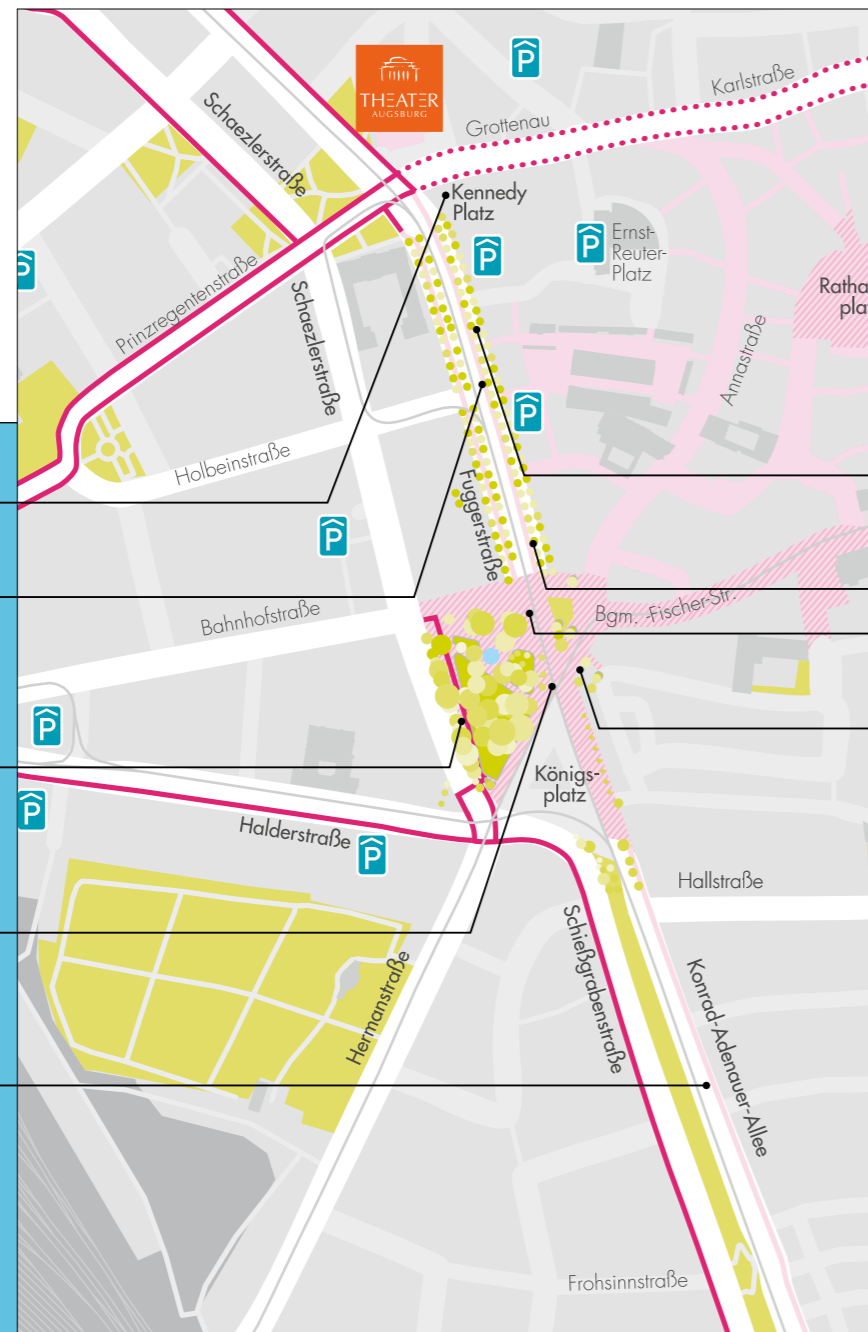 P
THEATER
AUGSBURG
Karlstraße
Schaezlerstraße
Grottenau
Kennedy
Platz
P
P
P
Ernst-
Reuter-
Platz
Prinzregentenstraße
Schaezlerstraße
Ratha
pla
Annastraße
P
Holbeinstraße
Fuggerstraße
P
Bahnhofstraße
Bgm. -Fischer-Str.
P
Königs-
platz
P
Halderstraße
P
Hallstraße
Schießgrabenstraße
Hermanstraße
Konrad-Adenauer-Allee
Frohsinnstraße